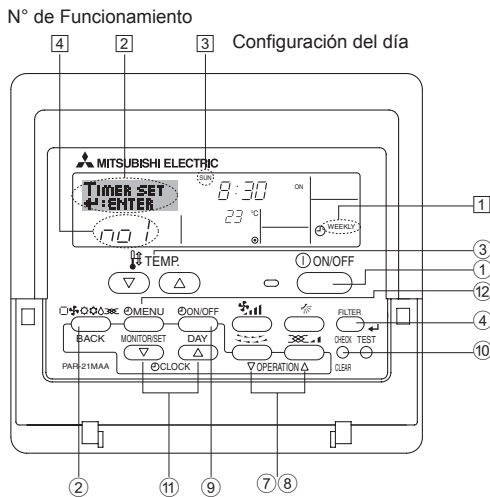 N° de Funcionamiento
4 2 3 Configuración del día
MITSUBISHI ELECTRIC
SUN
TIMER SET
↵:ENTER
8:30 ON
23 °C
WEEKLY
no 1
1
TEMP. ON/OFF
3
1
12
MENU ON/OFF FILTER
4
BACK MONITOR/SET DAY CHECK TEST
10
PAR-21MAA CLOCK ▽ OPERATION △ CLEAR
2 11 9 7 8